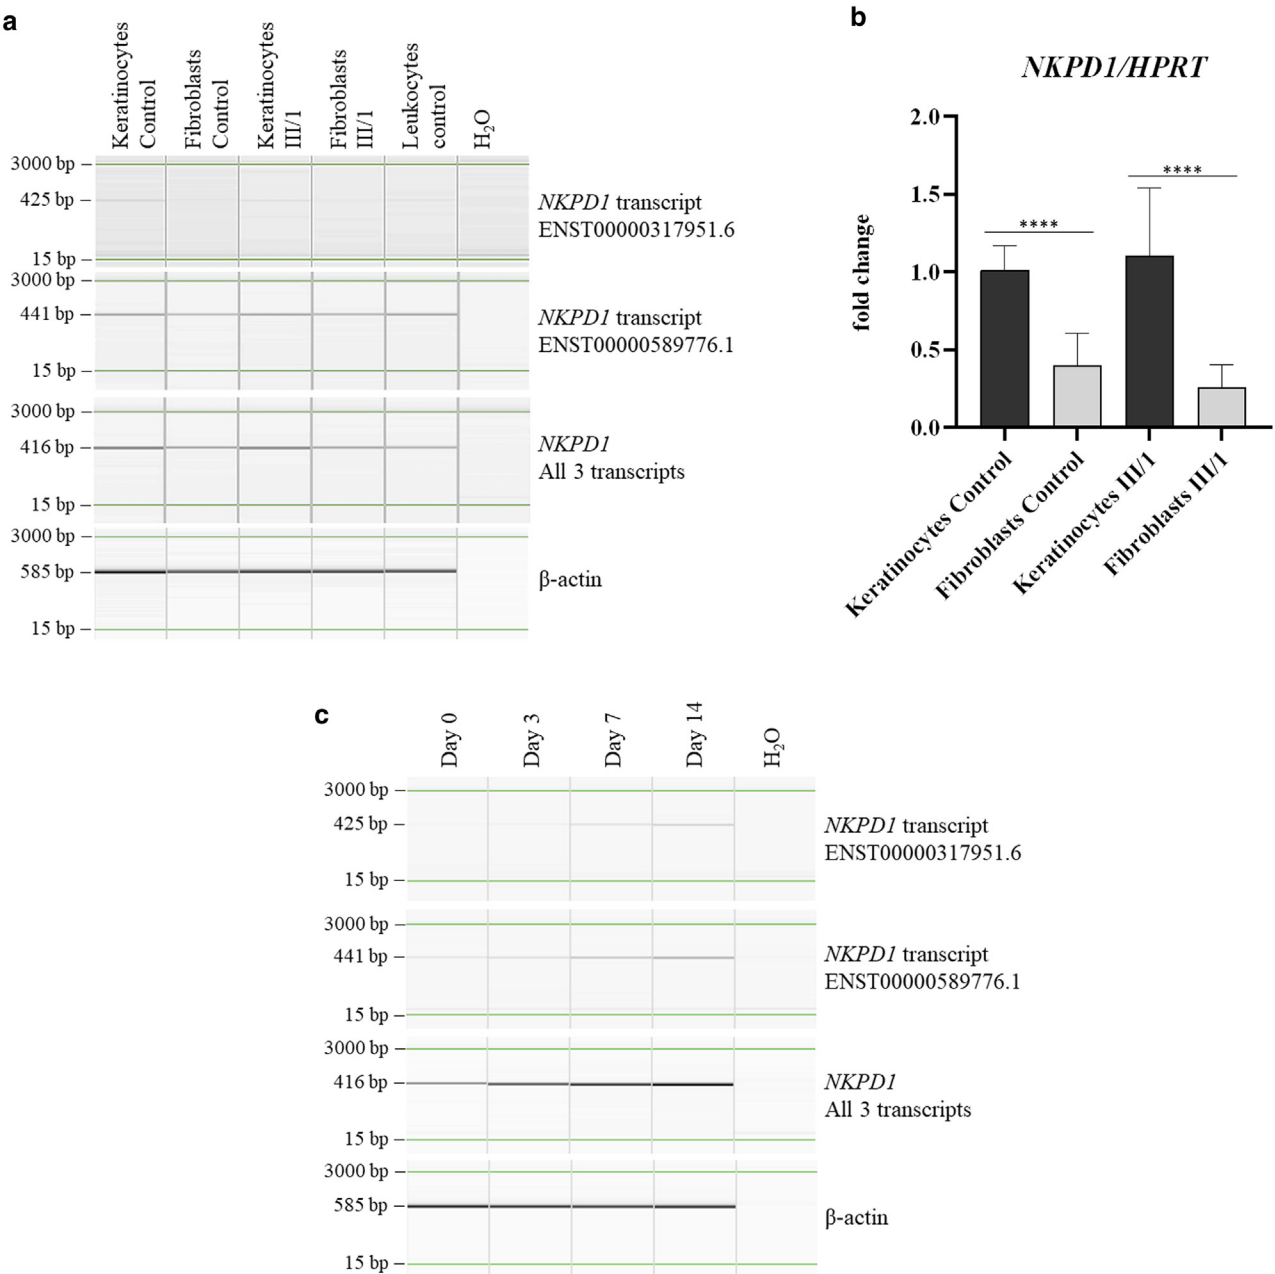 a
Keratinocytes
Control
Fibroblasts
Control
Keratinocytes
III/1
Fibroblasts
III/1
Leukocytes
control
H₂O
3000 bp
425 bp
15 bp
NKPD1 transcript
ENST00000317951.6
3000 bp
441 bp
15 bp
NKPD1 transcript
ENST00000589776.1
3000 bp
416 bp
15 bp
NKPD1
All 3 transcripts
3000 bp
585 bp
15 bp
β-actin
b
NKPD1/HPRT
fold change
2.0
1.5
1.0
0.5
0.0
****
****
Keratinocytes Control
Fibroblasts Control
Keratinocytes III/1
Fibroblasts III/1
c
Day 0
Day 3
Day 7
Day 14
H₂O
3000 bp
425 bp
15 bp
NKPD1 transcript
ENST00000317951.6
3000 bp
441 bp
15 bp
NKPD1 transcript
ENST00000589776.1
3000 bp
416 bp
15 bp
NKPD1
All 3 transcripts
3000 bp
585 bp
15 bp
β-actin